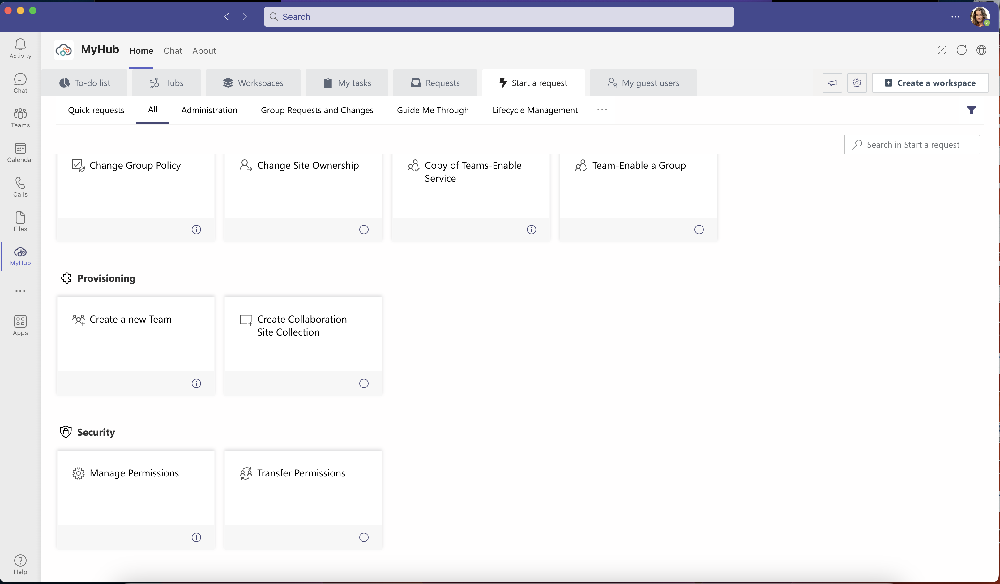 Search
Activity
Chat
Teams
Calendar
Calls
Files
MyHub
Apps
Help
MyHub Home Chat About
To-do list Hubs Workspaces My tasks Requests Start a request My guest users Create a workspace
Quick requests All Administration Group Requests and Changes Guide Me Through Lifecycle Management ...
Search in Start a request
Change Group Policy
Change Site Ownership
Copy of Teams-Enable
Service
Team-Enable a Group
Provisioning
Create a new Team
Create Collaboration
Site Collection
Security
Manage Permissions
Transfer Permissions